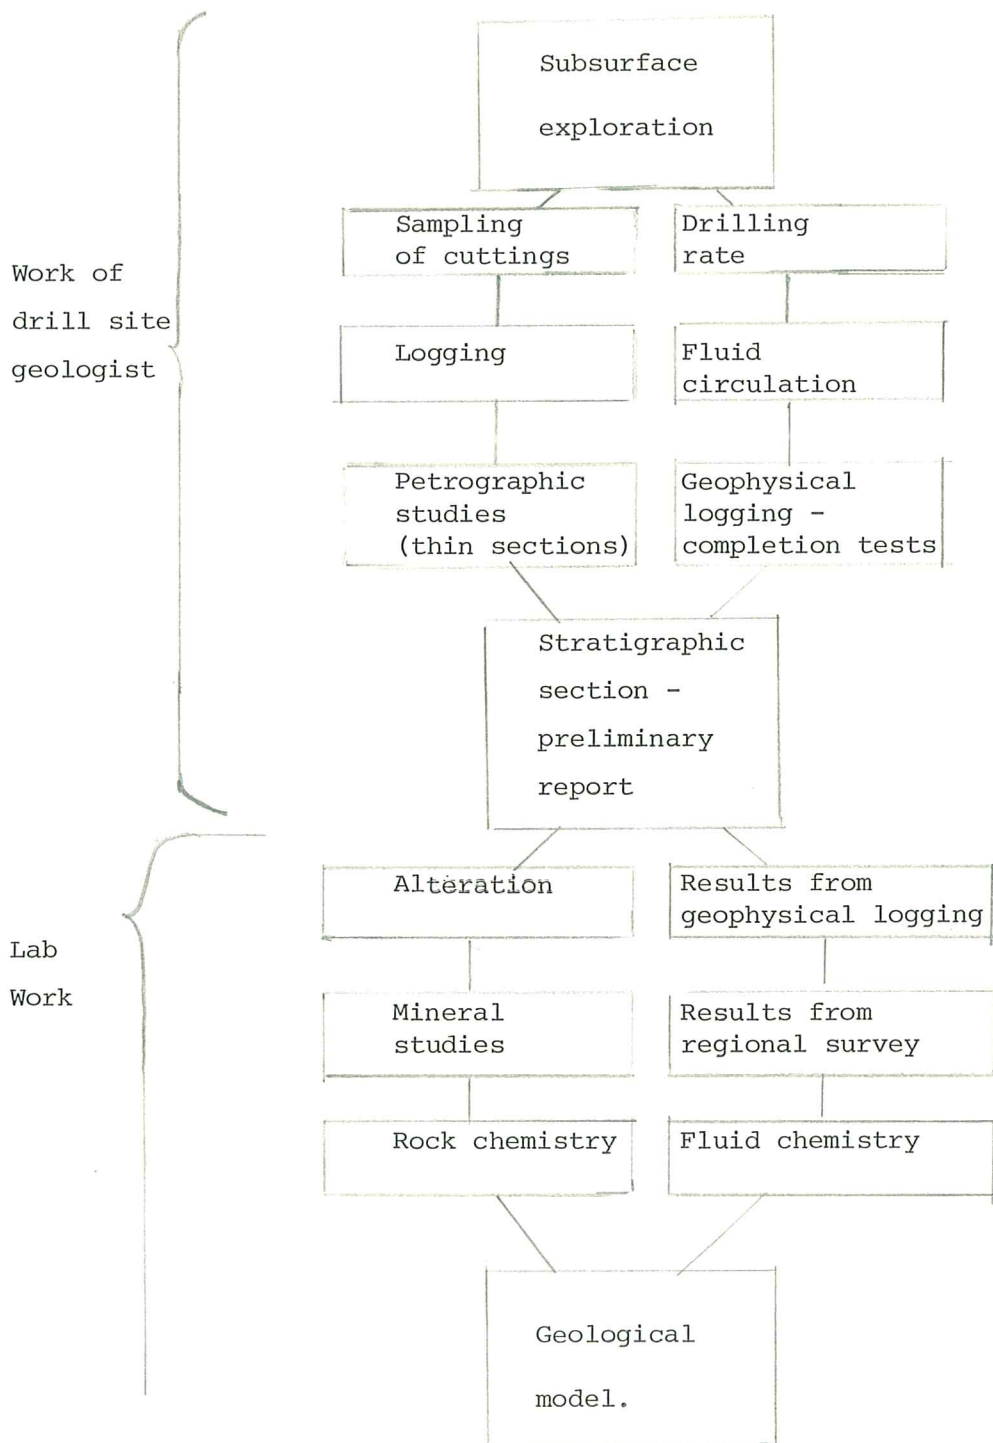 Subsurface
exploration
Work of
drill site
geologist
Sampling
of cuttings
Drilling
rate
Logging
Fluid
circulation
Petrographic
studies
(thin sections)
Geophysical
logging -
completion tests
Stratigraphic
section -
preliminary
report
Lab
Work
Alteration
Results from
geophysical logging
Mineral
studies
Results from
regional survey
Rock chemistry
Fluid chemistry
Geological
model.